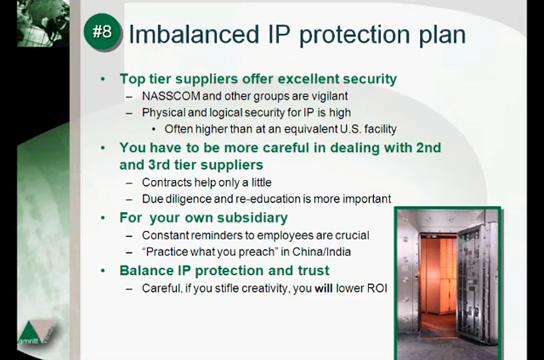 #8
Imbalanced IP protection plan
• Top tier suppliers offer excellent security
– NASSCOM and other groups are vigilant
– Physical and logical security for IP is high
• Often higher than at an equivalent U.S. facility
• You have to be more careful in dealing with 2nd
and 3rd tier suppliers
– Contracts help only a little
– Due diligence and re-education is more important
• For your own subsidiary
– Constant reminders to employees are crucial
– “Practice what you preach” in China/India
• Balance IP protection and trust
– Careful, if you stifle creativity, you will lower ROI
amritt